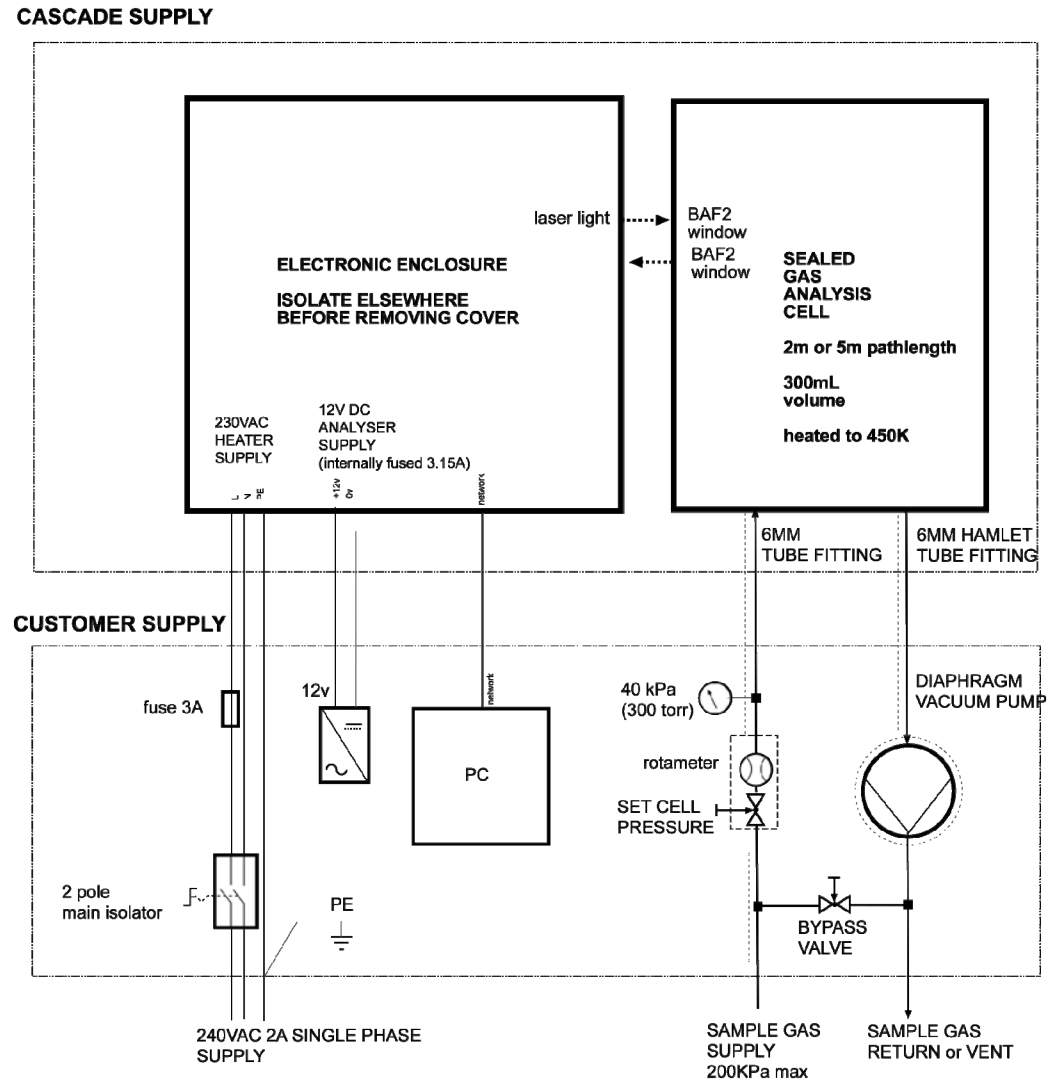 CASCADE SUPPLY
laser light
BAF2
window
BAF2
window
ELECTRONIC ENCLOSURE
ISOLATE ELSEWHERE
BEFORE REMOVING COVER
SEALED
GAS
ANALYSIS
CELL
2m or 5m pathlength
300mL
volume
heated to 450K
230VAC
HEATER
SUPPLY
12V DC
ANALYSER
SUPPLY
(internally fused 3.15A)
L
N
PE
+12v
0v
network
6MM
TUBE FITTING
6MM HAMLET
TUBE FITTING
CUSTOMER SUPPLY
fuse 3A
12v
network
PC
40 kPa
(300 torr)
DIAPHRAGM
VACUUM PUMP
rotameter
SET CELL
PRESSURE
2 pole
main isolator
PE
BYPASS
VALVE
240VAC 2A SINGLE PHASE
SUPPLY
SAMPLE GAS
SUPPLY
200KPa max
SAMPLE GAS
RETURN or VENT